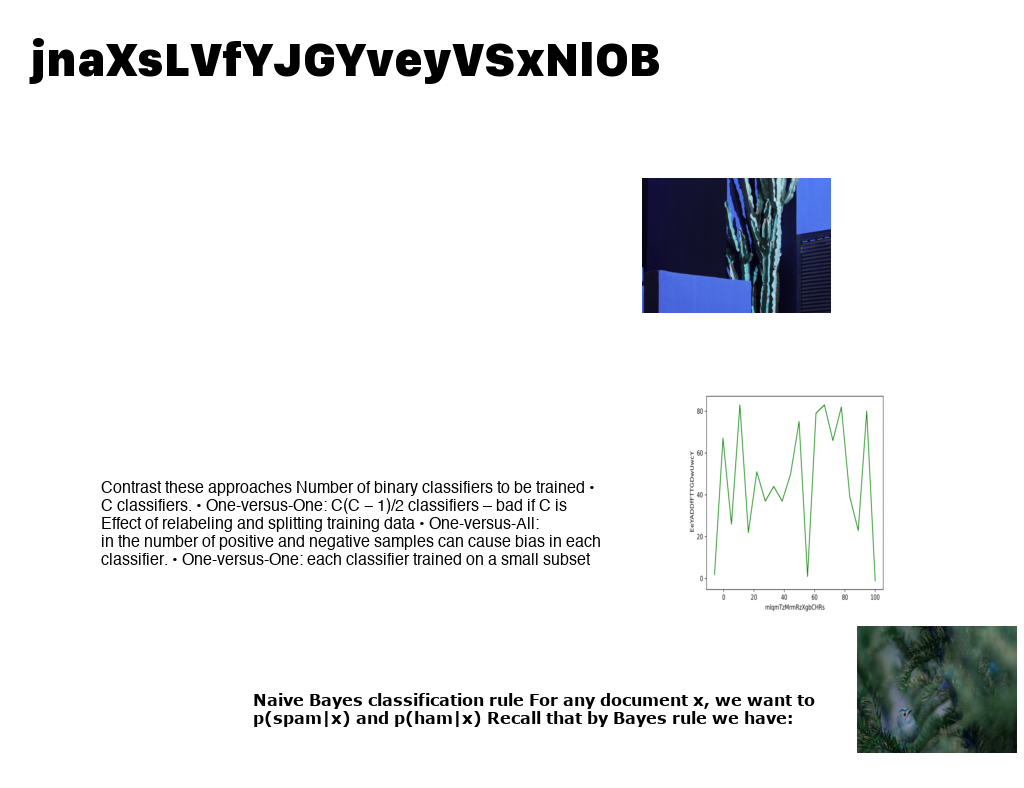 jnaXsLVfYJGYveyVSxNlOB
80
60
40
20
0
EeYADDfFTTGDwUwcY
0 20 40 60 80 100
mlqmTzMrmRzXgbCHRs
Contrast these approaches Number of binary classifiers to be trained •
C classifiers. • One-versus-One: C(C – 1)/2 classifiers – bad if C is
Effect of relabeling and splitting training data • One-versus-All:
in the number of positive and negative samples can cause bias in each
classifier. • One-versus-One: each classifier trained on a small subset
Naive Bayes classification rule For any document x, we want to
p(spam|x) and p(ham|x) Recall that by Bayes rule we have: